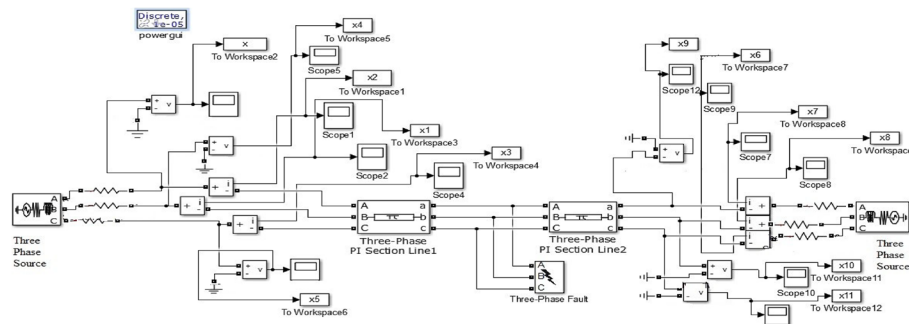 Discrete,
1e-05
powergui
x
To Workspace2
x4
To Workspace5
Scope5
x2
To Workspace1
Scope1
x1
To Workspace3
Scope2
x3
To Workspace4
Scope4
x9
Scope12
x6
To Workspace7
Scope9
x7
To Workspace8
Scope7
x8
To Workspace
Scope8
+
-
v
+
-
v
+
-
i
+
-
i
+
-
i
+
-
v
A
B
C
Three
Phase
Source
A
B
C
a
b
c
Three-Phase
PI Section Line1
A
B
C
a
b
c
Three-Phase
PI Section Line2
A
B
C
Three-Phase Fault
+
-
v
i
+
-
i
+
-
i
+
-
A
B
C
Three
Phase
Source
x5
To Workspace6
+
-
v
Scope10
x10
To Workspace11
+
-
v
x11
To Workspace12